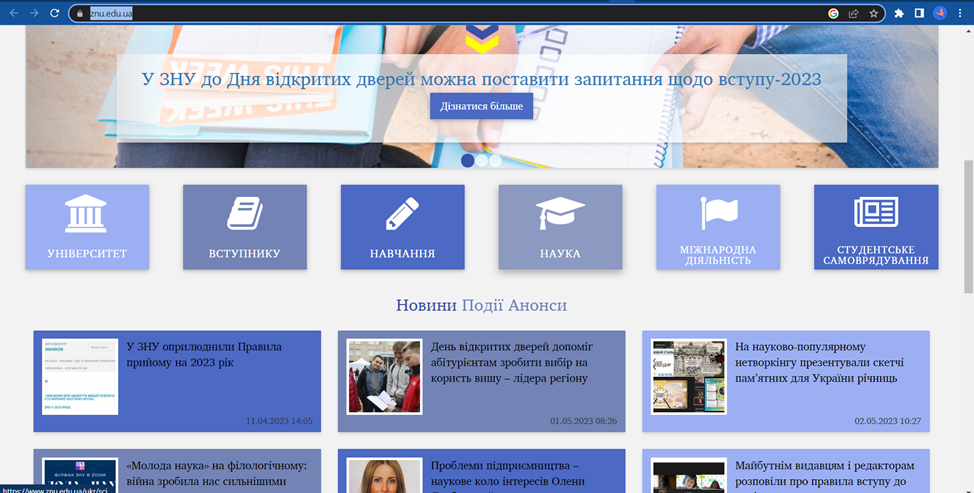 znu.edu.ua
У ЗНУ до Дня відкритих дверей можна поставити запитання щодо вступу-2023
Дізнатися більше
УНІВЕРСИТЕТ
ВСТУПНИКУ
НАВЧАННЯ
НАУКА
МІЖНАРОДНА
ДІЯЛЬНІСТЬ
СТУДЕНТСЬКЕ
САМОВРЯДУВАННЯ
Новини Події Анонси
У ЗНУ оприлюднили Правила
прийому на 2023 рік
11.04.2023 14:05
День відкритих дверей допоміг
абітурієнтам зробити вибір на
користь вишу – лідера регіону
01.05.2023 08:26
На науково-популярному
нетворкінгу презентували скетчі
пам'ятних для України річниць
02.05.2023 10:27
ФІЛФАК ЗНУ В ZOOM
«Молода наука» на філологічному:
війна зробила нас сильнішими
Проблеми підприємництва –
наукове коло інтересів Олени
Майбутнім видавцям і редакторам
розповіли про правила вступу до
https://www.znu.edu.ua/ukr/sci